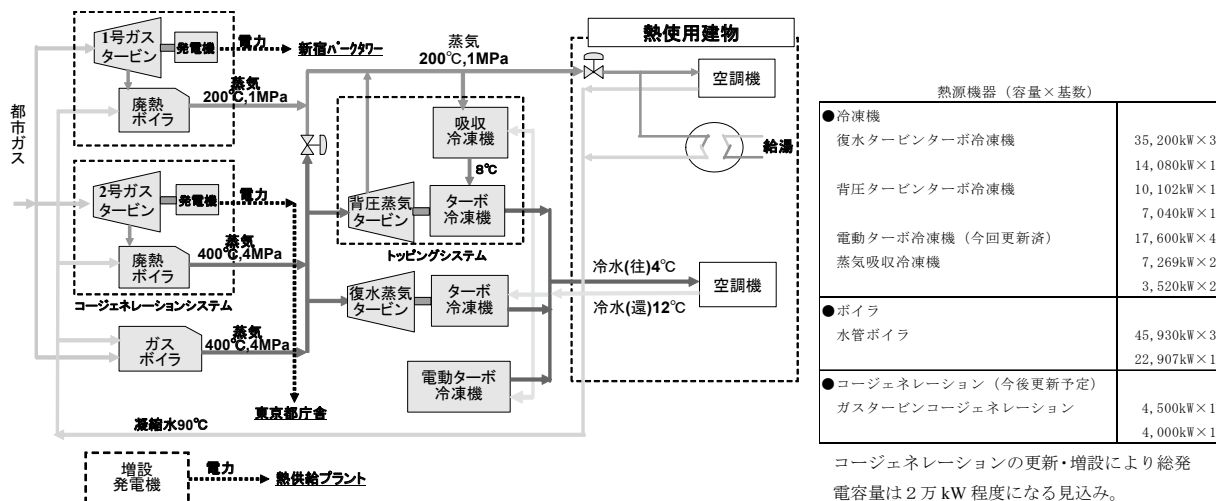 1号ガス
タービン
発電機
電力
新宿パークタワー
蒸気
200℃,1MPa
廃熱
ボイラ
都市ガス
2号ガス
タービン
発電機
電力
蒸気
400℃,4MPa
廃熱
ボイラ
コージェネレーションシステム
ガス
ボイラ
蒸気
400℃,4MPa
東京都庁舎
凝縮水90℃
増設
発電機
電力
熱供給プラント
蒸気
200℃,1MPa
吸収
冷凍機
8℃
背圧蒸気
タービン
ターボ
冷凍機
トッピングシステム
復水蒸気
タービン
ターボ
冷凍機
電動ターボ
冷凍機
熱使用建物
空調機
給湯
冷水(往)4℃
冷水(還)12℃
空調機
熱源機器（容量×基数）
●冷凍機
復水タービンターボ冷凍機 35,200kW×3
14,080kW×1
背圧タービンターボ冷凍機 10,102kW×1
7,040kW×1
電動ターボ冷凍機（今回更新済） 17,600kW×4
蒸気吸収冷凍機 7,269kW×2
3,520kW×2
●ボイラ
水管ボイラ 45,930kW×3
22,907kW×1
●コージェネレーション（今後更新予定）
ガスタービンコージェネレーション 4,500kW×1
4,000kW×1
コージェネレーションの更新・増設により総発
電容量は２万 kW 程度になる見込み。